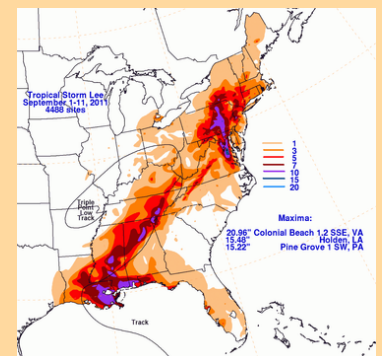 Tropical Storm Lee
September 1-11, 2011
4488 sites
1
3
5
7
10
15
20
Triple
Point
Low
Track
Maxima:
20.96" Colonial Beach 1.2 SSE, VA
15.48" Holden, LA
15.22" Pine Grove 1 SW, PA
Track